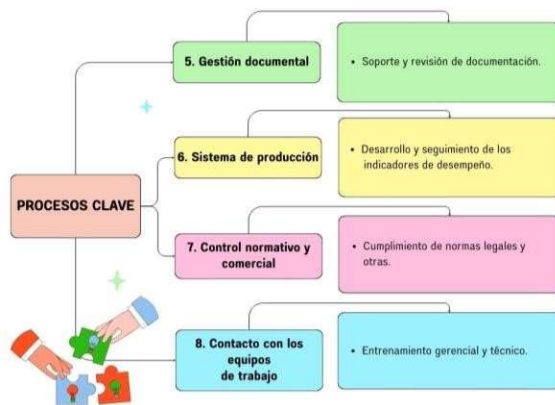 PROCESOS CLAVE
5. Gestión documental
• Soporte y revisión de documentación.
6. Sistema de producción
• Desarrollo y seguimiento de los
indicadores de desempeño.
7. Control normativo y
comercial
• Cumplimiento de normas legales y
otras.
8. Contacto con los
equipos
de trabajo
• Entrenamiento gerencial y técnico.